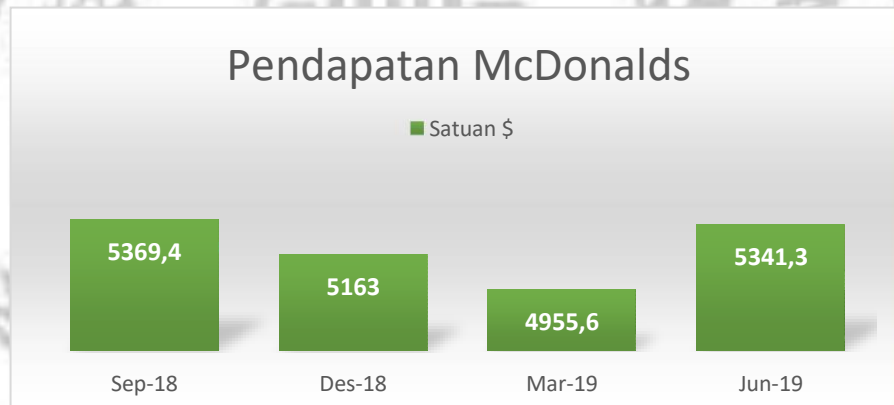 Pendapatan McDonalds
Satuan $
5369,4
5163
4955,6
5341,3
Sep-18
Des-18
Mar-19
Jun-19